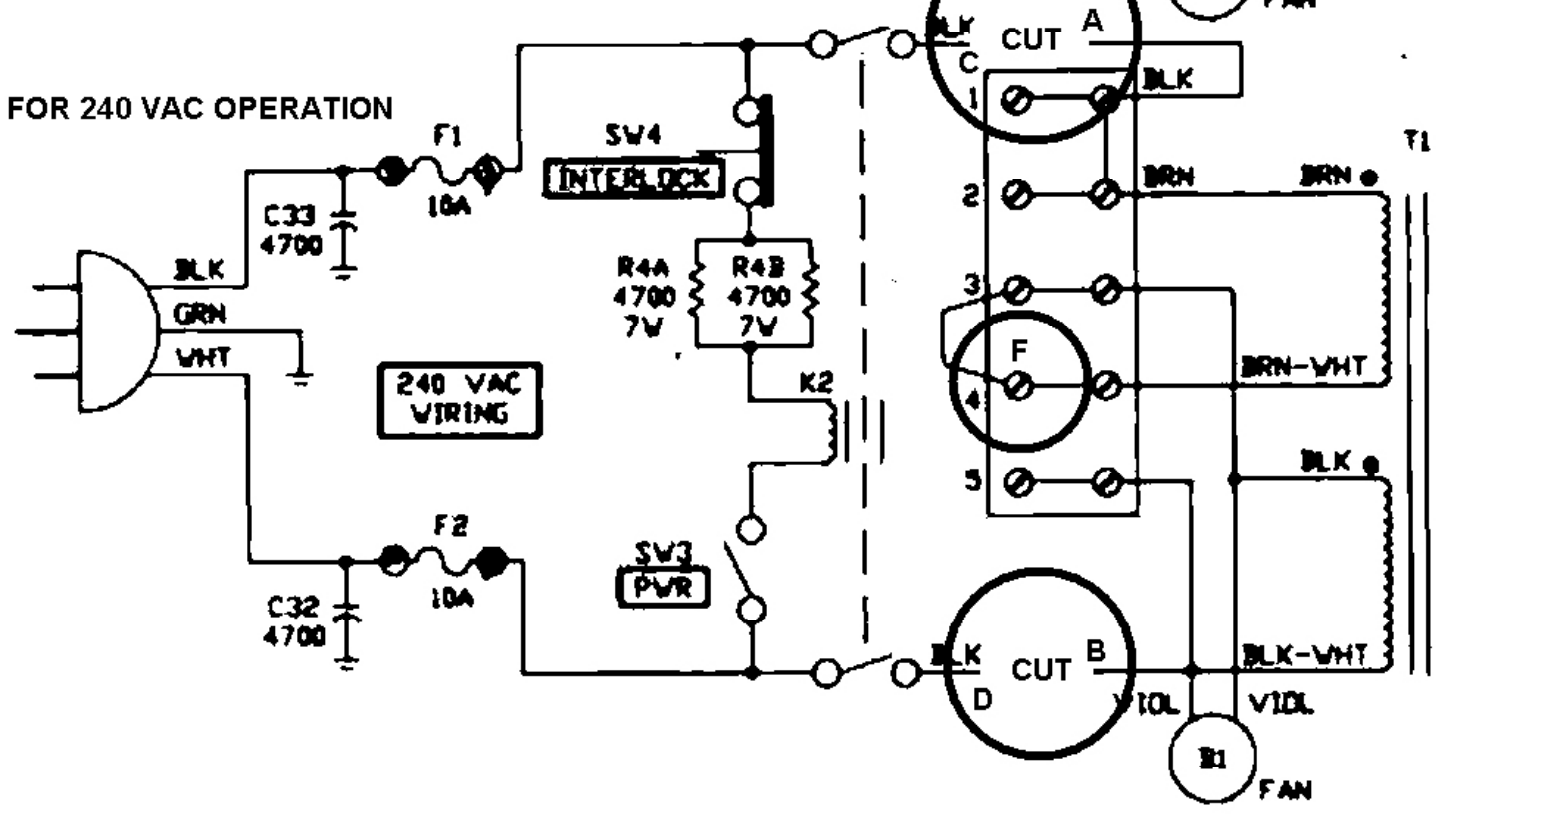 FAN
BLK
A
CUT
C
FOR 240 VAC OPERATION
1
BLK
F1
SW4
T1
INTERLOCK
10A
2
BRN
BRN
C33
4700
BLK
R4A
4700
7W
R4B
4700
7W
3
GRN
WHT
F
K2
BRN-WHT
240 VAC
WIRING
4
BLK
5
F2
SW3
PWR
10A
C32
4700
BLK
CUT
B
D
BLK-WHT
VIOL
VIOL
B1
FAN